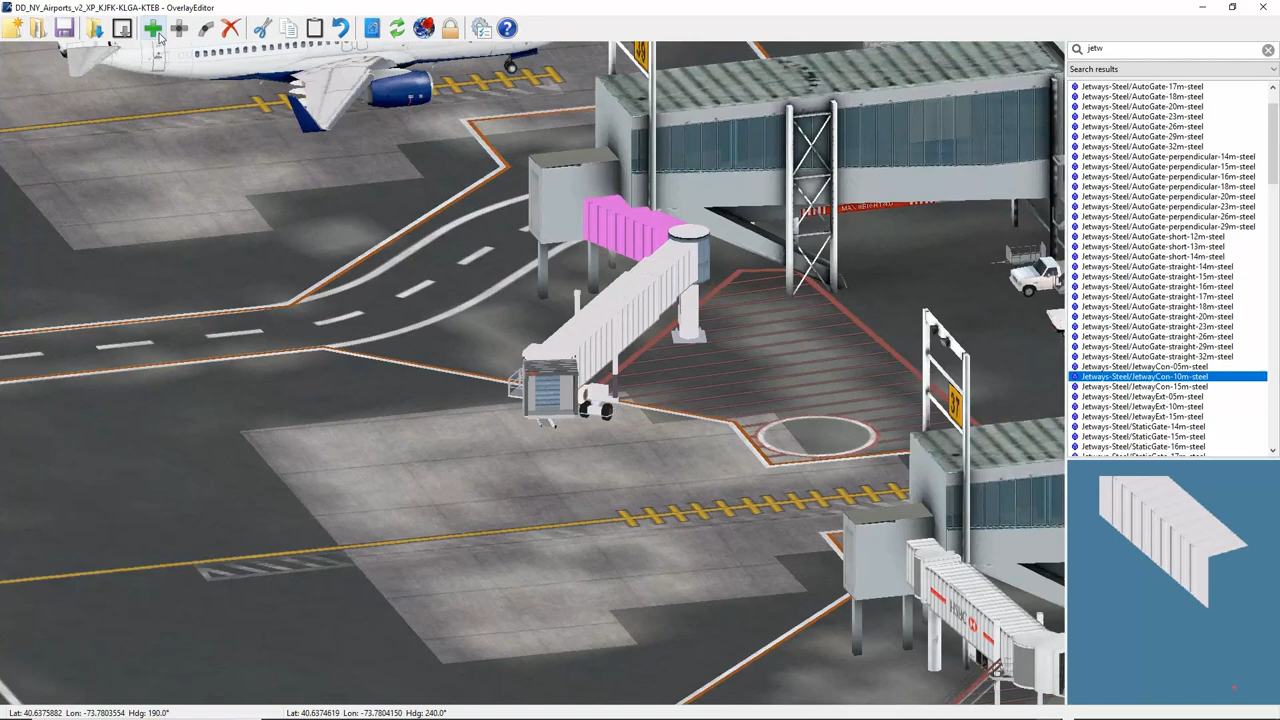 DD_NY_Airports_v2_XP_KJFK-KLGA-KTEB - OverlayEditor
jetw
Search results
Jetways-Steel/AutoGate-17m-steel
Jetways-Steel/AutoGate-18m-steel
Jetways-Steel/AutoGate-20m-steel
Jetways-Steel/AutoGate-23m-steel
Jetways-Steel/AutoGate-26m-steel
Jetways-Steel/AutoGate-29m-steel
Jetways-Steel/AutoGate-32m-steel
Jetways-Steel/AutoGate-perpendicular-14m-steel
Jetways-Steel/AutoGate-perpendicular-15m-steel
Jetways-Steel/AutoGate-perpendicular-16m-steel
Jetways-Steel/AutoGate-perpendicular-18m-steel
Jetways-Steel/AutoGate-perpendicular-20m-steel
Jetways-Steel/AutoGate-perpendicular-23m-steel
Jetways-Steel/AutoGate-perpendicular-26m-steel
Jetways-Steel/AutoGate-perpendicular-29m-steel
Jetways-Steel/AutoGate-short-12m-steel
Jetways-Steel/AutoGate-short-13m-steel
Jetways-Steel/AutoGate-short-14m-steel
Jetways-Steel/AutoGate-straight-14m-steel
Jetways-Steel/AutoGate-straight-15m-steel
Jetways-Steel/AutoGate-straight-16m-steel
Jetways-Steel/AutoGate-straight-17m-steel
Jetways-Steel/AutoGate-straight-18m-steel
Jetways-Steel/AutoGate-straight-20m-steel
Jetways-Steel/AutoGate-straight-23m-steel
Jetways-Steel/AutoGate-straight-26m-steel
Jetways-Steel/AutoGate-straight-29m-steel
Jetways-Steel/AutoGate-straight-32m-steel
Jetways-Steel/JetwayCon-05m-steel
Jetways-Steel/JetwayCon-10m-steel
Jetways-Steel/JetwayCon-15m-steel
Jetways-Steel/JetwayExt-05m-steel
Jetways-Steel/JetwayExt-10m-steel
Jetways-Steel/JetwayExt-15m-steel
Jetways-Steel/StaticGate-14m-steel
Jetways-Steel/StaticGate-15m-steel
Jetways-Steel/StaticGate-16m-steel
Jetways-Steel/StaticGate-17m-steel
37
HSBC
Lat: 40.6375882 Lon: -73.7803554 Hdg: 190.0°
Lat: 40.6374619 Lon: -73.7804150 Hdg: 240.0°